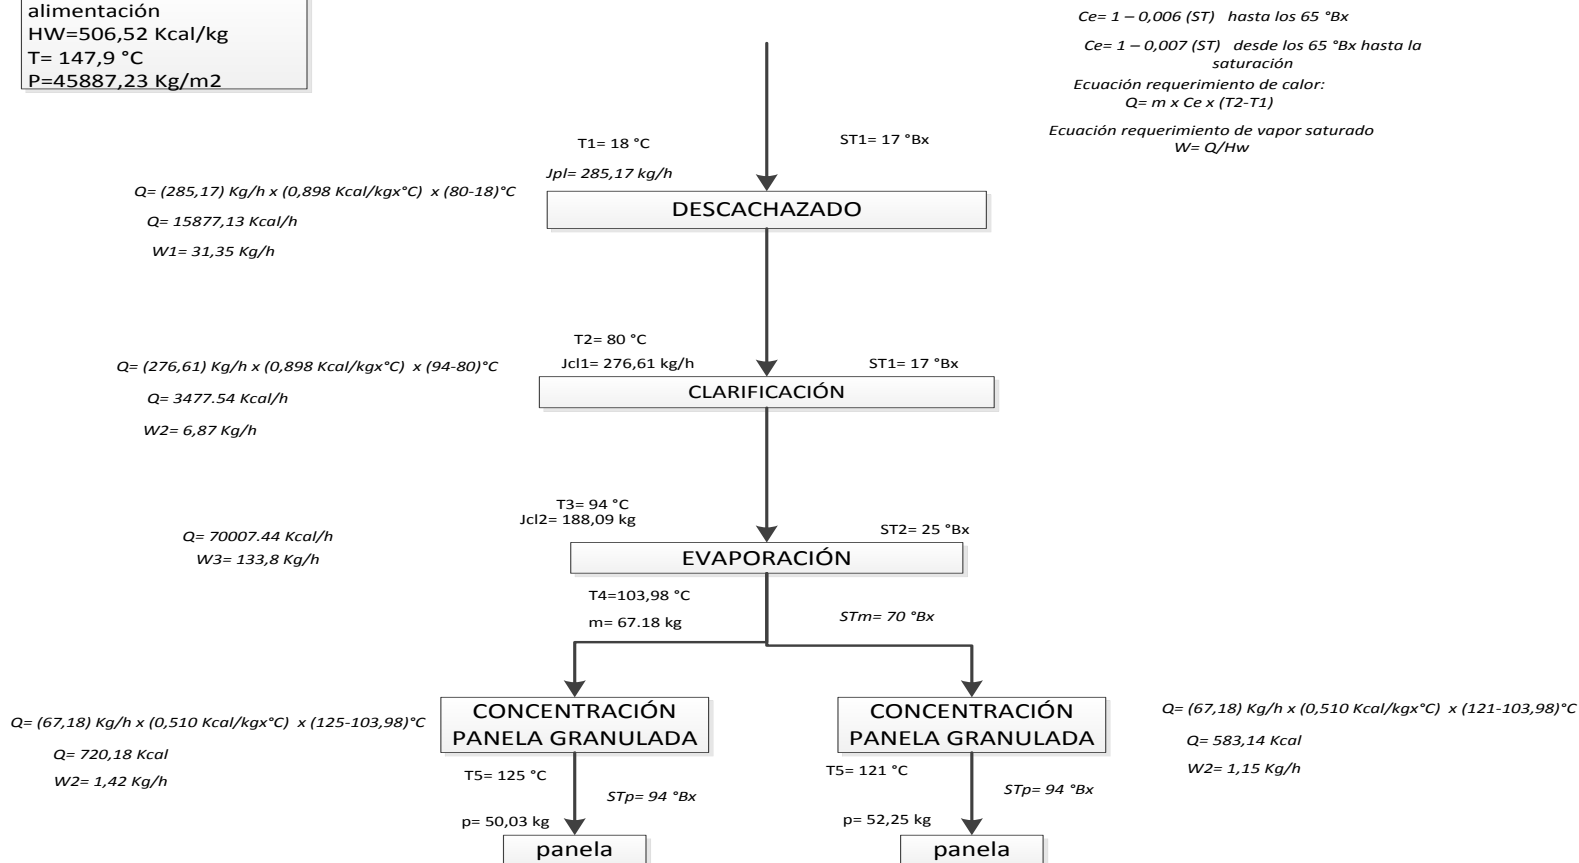 alimentación
HW=506,52 Kcal/kg
T= 147,9 °C
P=45887,23 Kg/m2
Ce= 1 – 0,006 (ST) hasta los 65 °Bx
Ce= 1 – 0,007 (ST) desde los 65 °Bx hasta la
saturación
Ecuación requerimiento de calor:
Q= m x Ce x (T2-T1)
Ecuación requerimiento de vapor saturado
W= Q/Hw
T1= 18 °C
ST1= 17 °Bx
Jpl= 285,17 kg/h
Q= (285,17) Kg/h x (0,898 Kcal/kgx°C) x (80-18)°C
Q= 15877,13 Kcal/h
W1= 31,35 Kg/h
DESCACHAZADO
T2= 80 °C
Jcl1= 276,61 kg/h
ST1= 17 °Bx
Q= (276,61) Kg/h x (0,898 Kcal/kgx°C) x (94-80)°C
Q= 3477.54 Kcal/h
W2= 6,87 Kg/h
CLARIFICACIÓN
T3= 94 °C
Jcl2= 188,09 kg
ST2= 25 °Bx
Q= 70007.44 Kcal/h
W3= 133,8 Kg/h
EVAPORACIÓN
T4=103,98 °C
m= 67.18 kg
STm= 70 °Bx
Q= (67,18) Kg/h x (0,510 Kcal/kgx°C) x (125-103,98)°C
Q= 720,18 Kcal
W2= 1,42 Kg/h
CONCENTRACIÓN
PANELA GRANULADA
CONCENTRACIÓN
PANELA GRANULADA
Q= (67,18) Kg/h x (0,510 Kcal/kgx°C) x (121-103,98)°C
Q= 583,14 Kcal
W2= 1,15 Kg/h
T5= 125 °C
STp= 94 °Bx
p= 50,03 kg
T5= 121 °C
STp= 94 °Bx
p= 52,25 kg
panela
panela